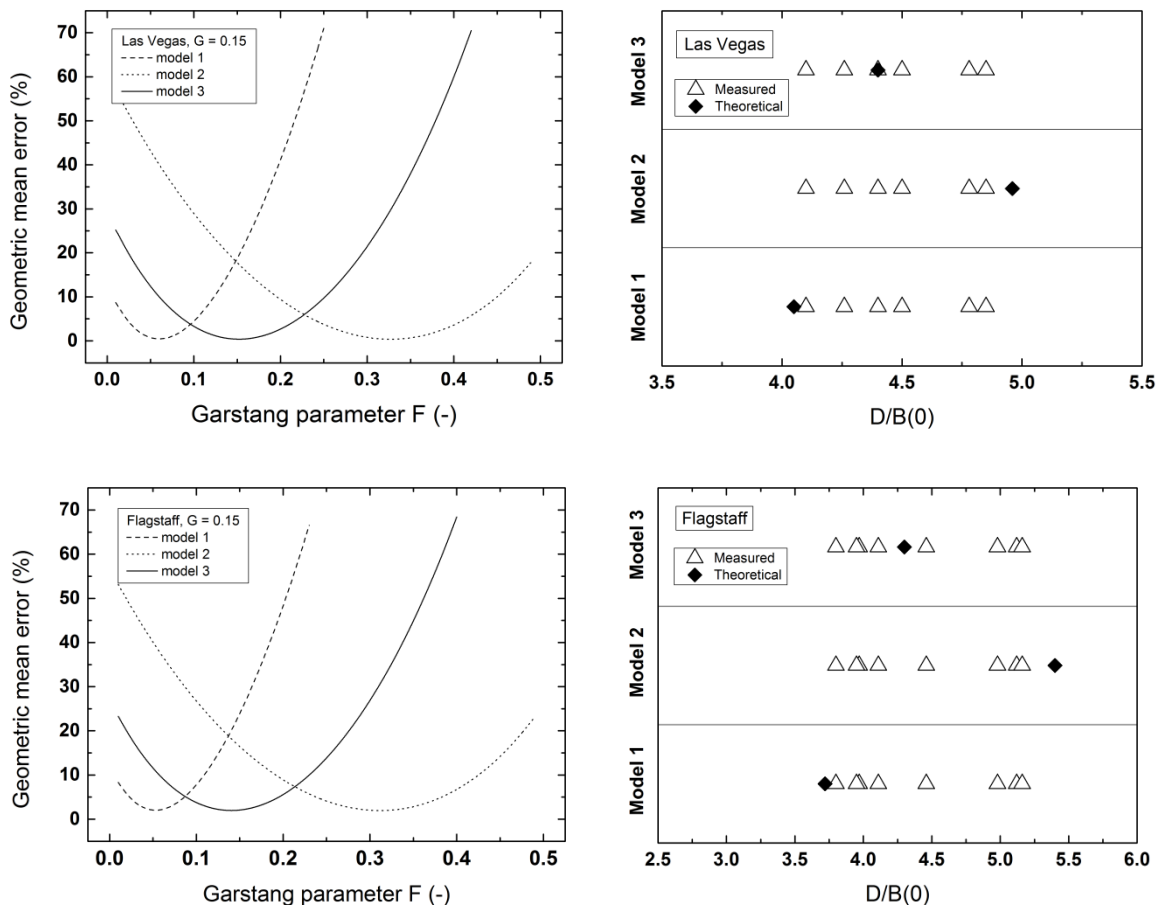 Geometric mean error (%)
70
60
50
40
30
20
10
0
Las Vegas, G = 0.15
model 1
model 2
model 3
0.0 0.1 0.2 0.3 0.4 0.5
Garstang parameter F (-)
Model 3
Model 2
Model 1
Las Vegas
Measured
Theoretical
3.5 4.0 4.5 5.0 5.5
D/B(0)
Geometric mean error (%)
70
60
50
40
30
20
10
0
Flagstaff, G = 0.15
model 1
model 2
model 3
0.0 0.1 0.2 0.3 0.4 0.5
Garstang parameter F (-)
Model 3
Model 2
Model 1
Flagstaff
Measured
Theoretical
2.5 3.0 3.5 4.0 4.5 5.0 5.5 6.0
D/B(0)